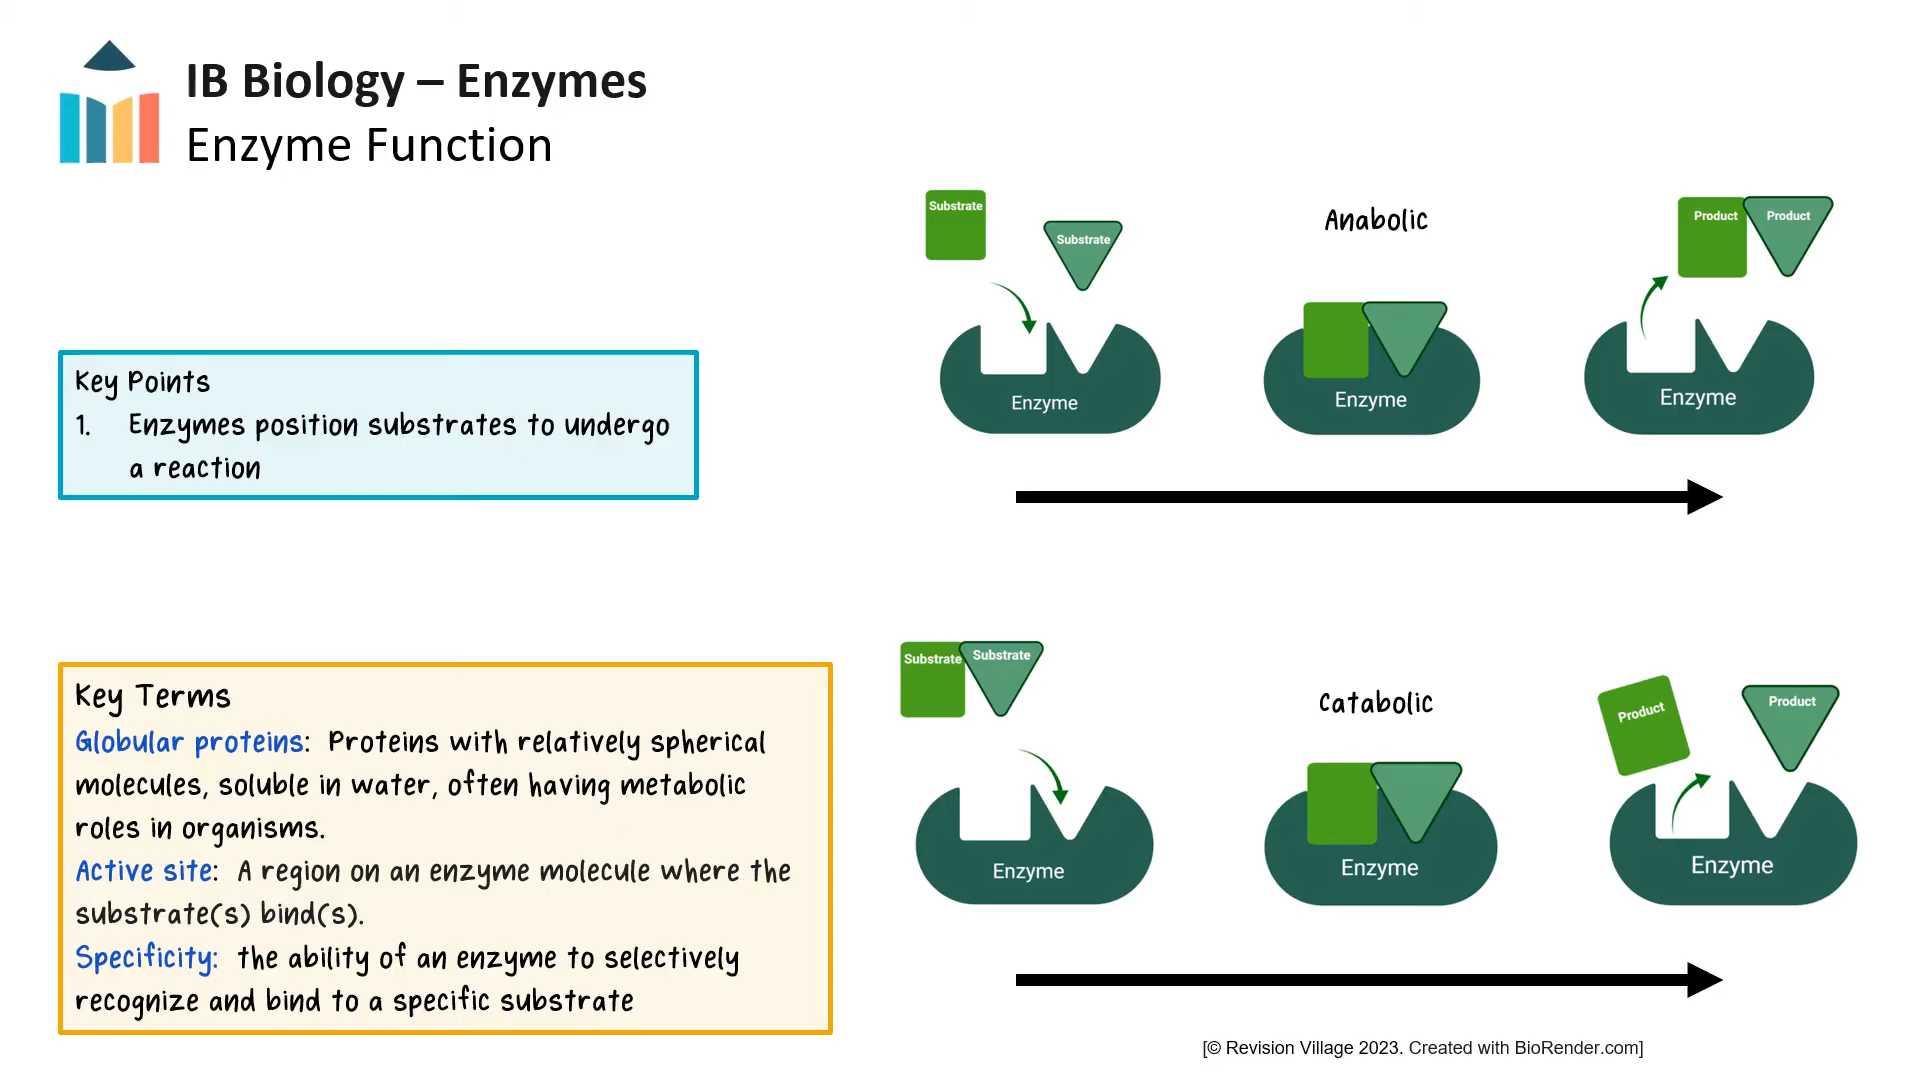 IB Biology – Enzymes
Enzyme Function
Key Points
1. Enzymes position substrates to undergo
a reaction
Key Terms
Globular proteins: Proteins with relatively spherical
molecules, soluble in water, often having metabolic
roles in organisms.
Active site: A region on an enzyme molecule where the
substrate(s) bind(s).
Specificity: the ability of an enzyme to selectively
recognize and bind to a specific substrate
Anabolic
Substrate
Substrate
Enzyme
Enzyme
Product
Product
Enzyme
Catabolic
Substrate
Substrate
Enzyme
Enzyme
Product
Product
Enzyme
[© Revision Village 2023. Created with BioRender.com]